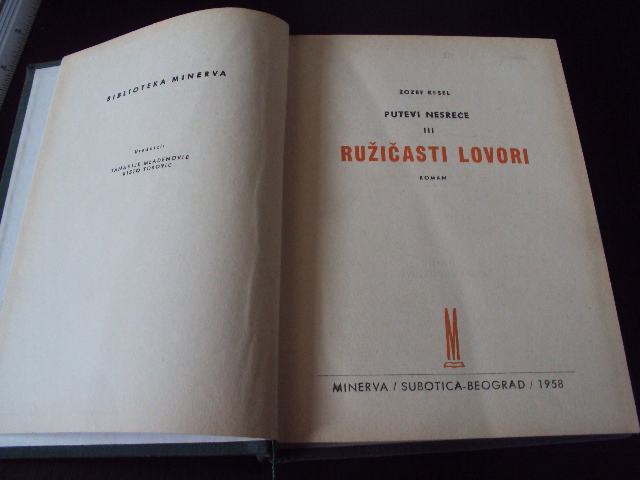 BIBLIOTEKA MINERVA
Urednici:
TANASIJE MLADENOVIĆ
RISTO TOŠOVIĆ
ŽOZEF KESEL
PUTEVI NESREĆE
III
RUŽIČASTI LOVORI
ROMAN
M
MINERVA / SUBOTICA-BEOGRAD / 1958